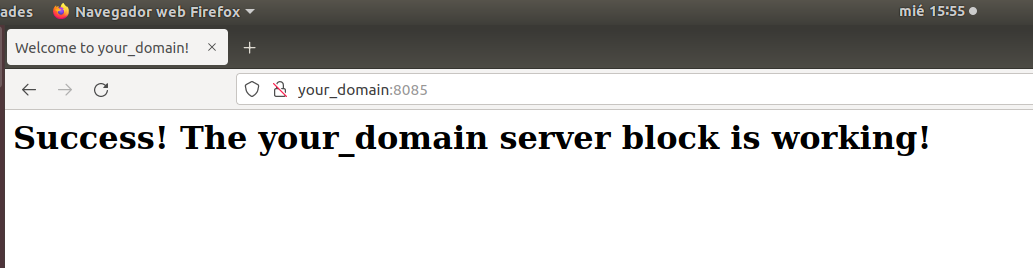 ades Navegador web Firefox mié 15:55
Welcome to your_domain!
your_domain:8085
Success! The your_domain server block is working!